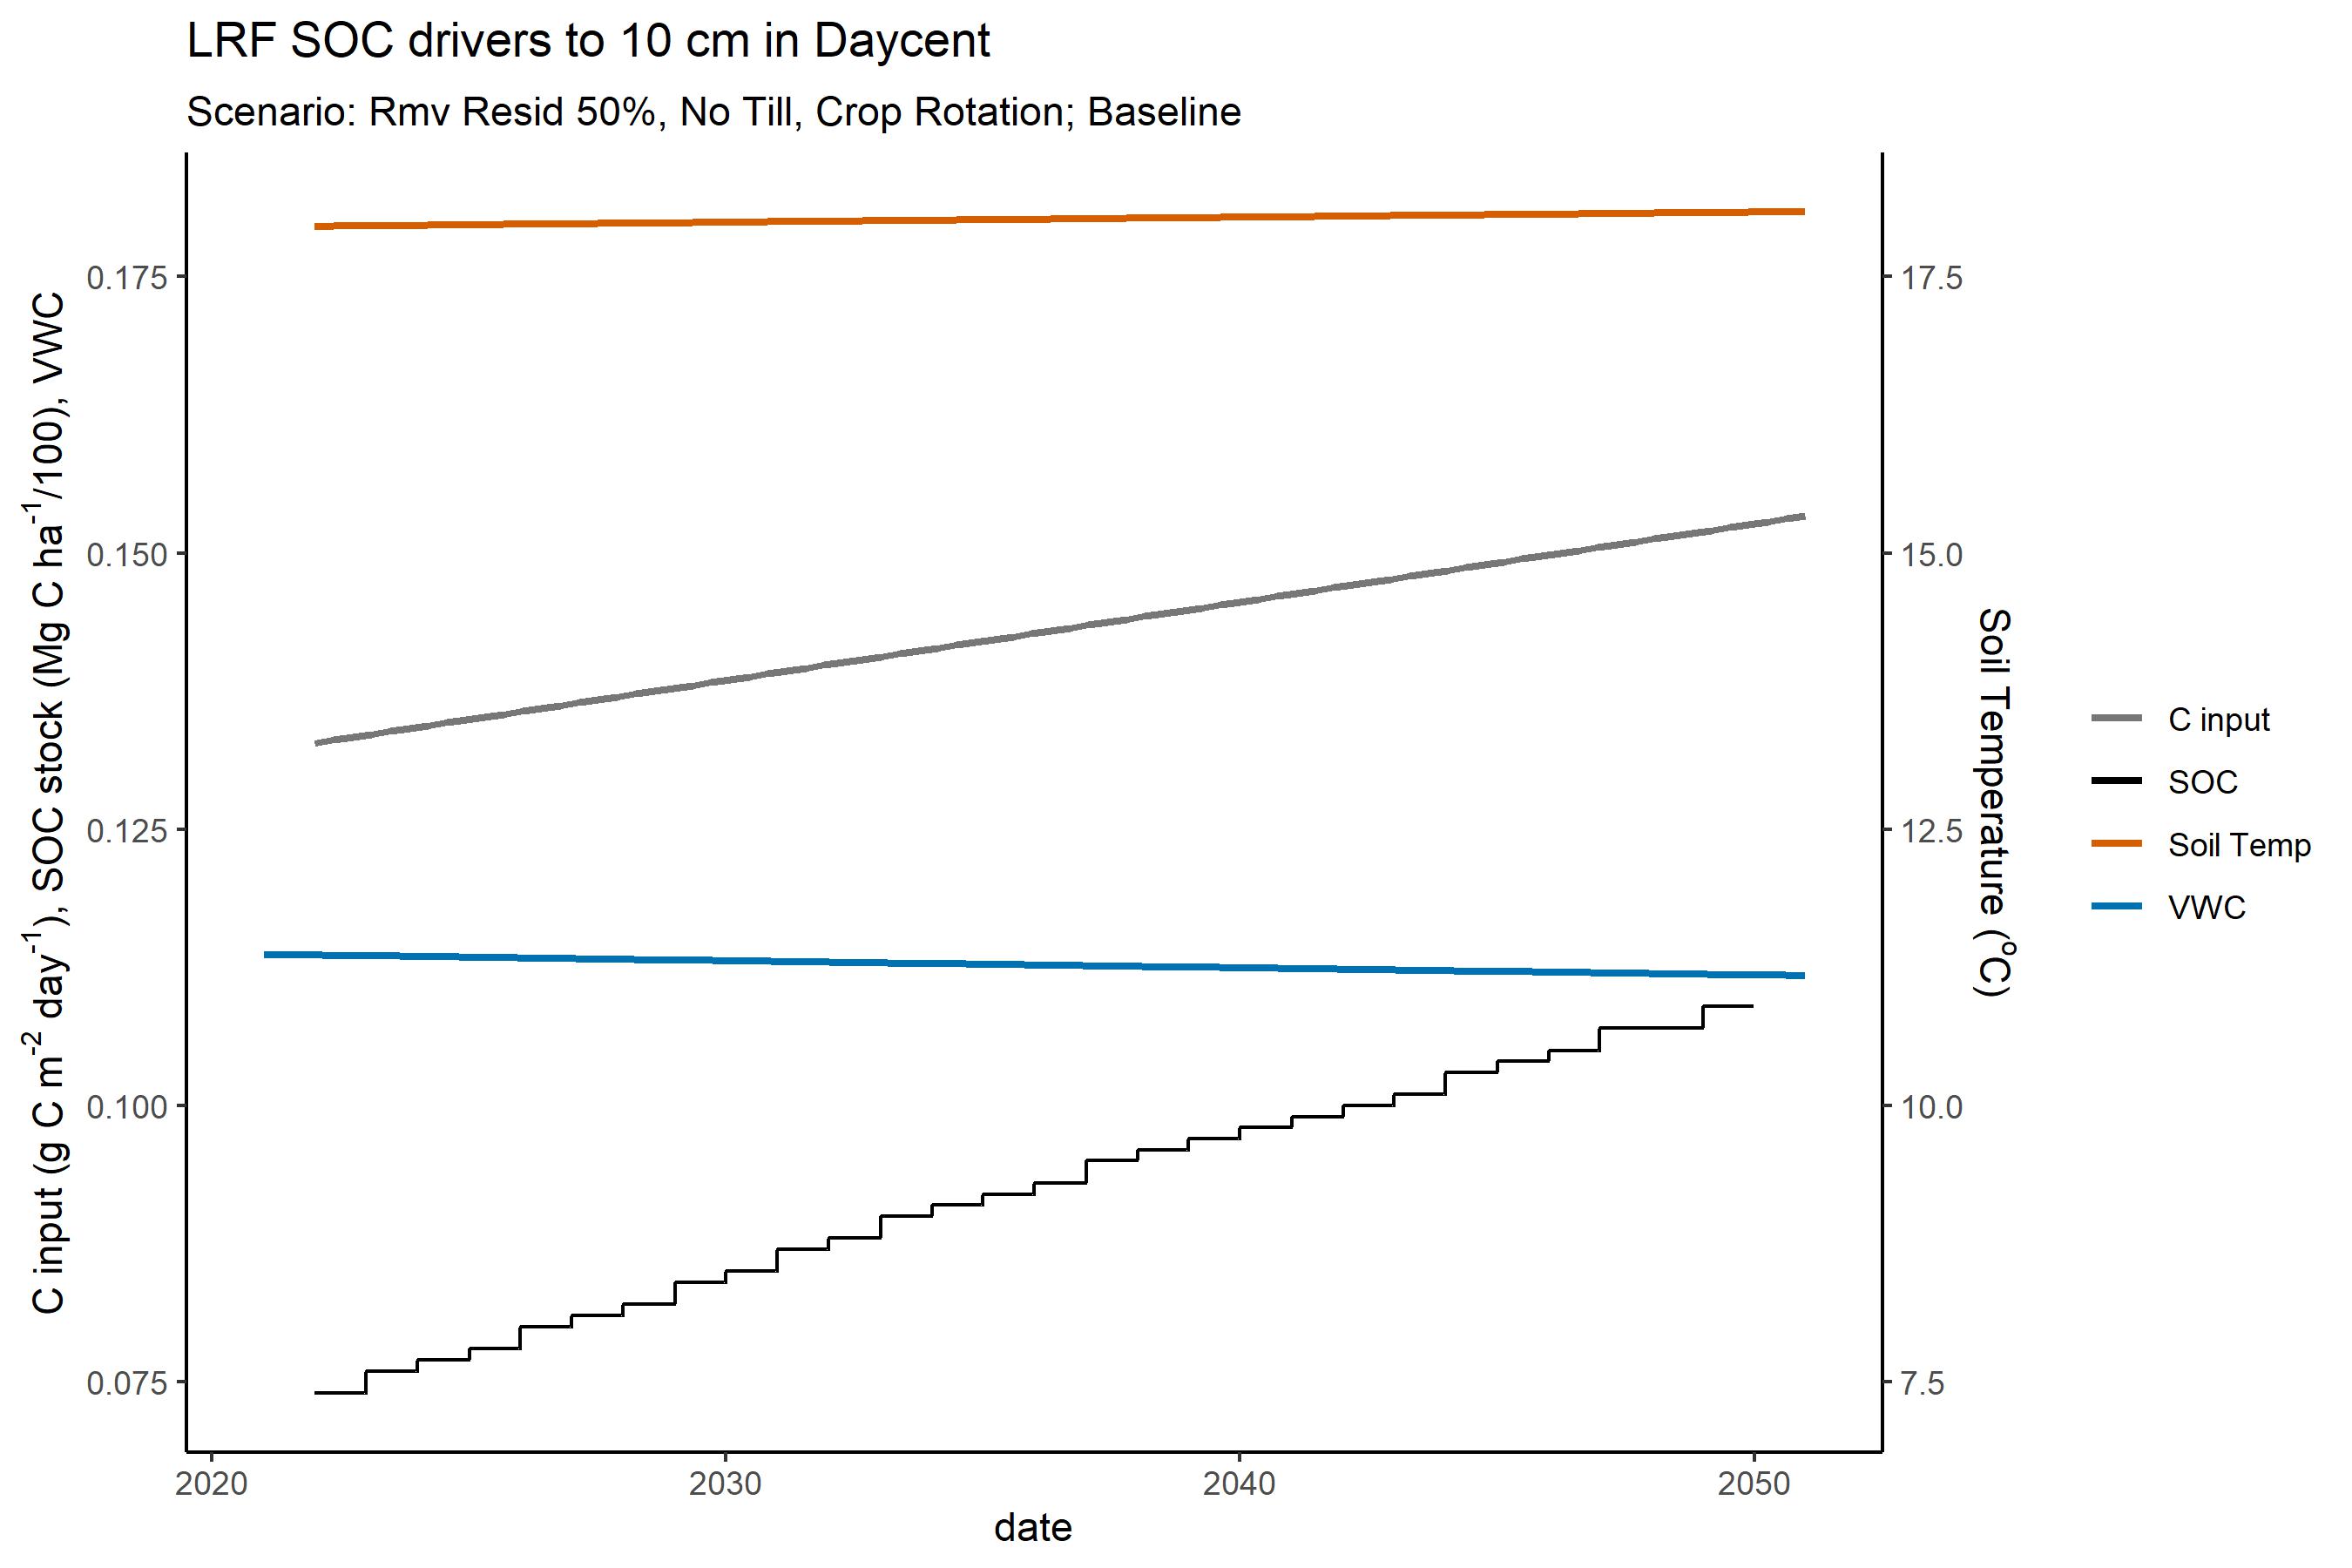 LRF SOC drivers to 10 cm in Daycent
Scenario: Rmv Resid 50%, No Till, Crop Rotation; Baseline
C input (g C m⁻² day⁻¹), SOC stock (Mg C ha⁻¹/100), VWC
0.175
0.150
0.125
0.100
0.075
17.5
15.0
12.5
10.0
7.5
Soil Temperature (°C)
2020
2030
2040
2050
date
C input
SOC
Soil Temp
VWC